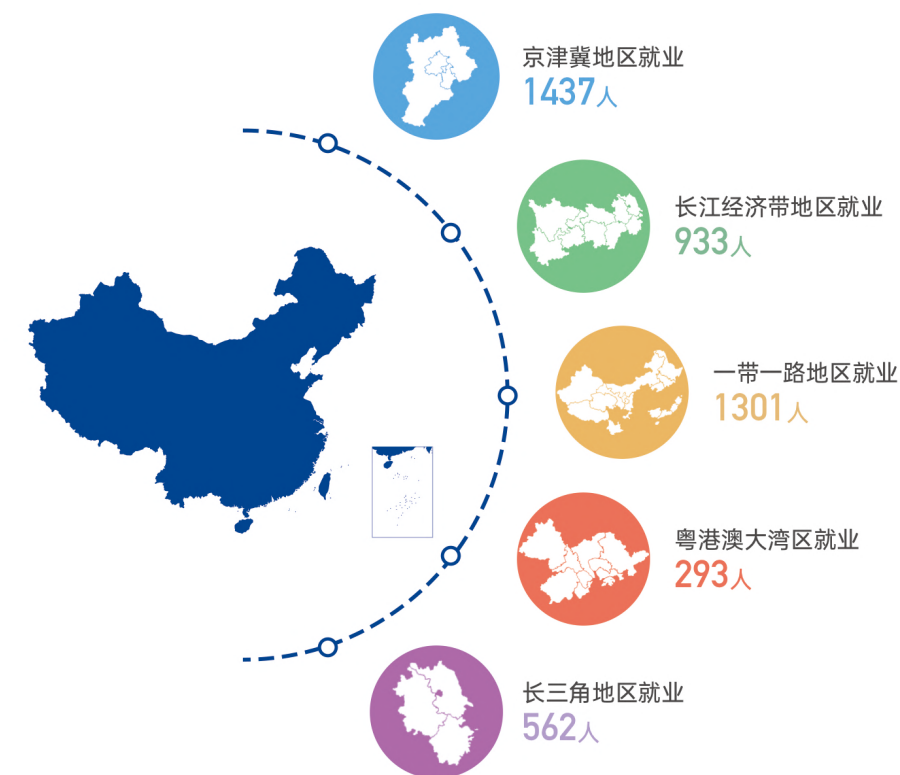 京津冀地区就业
1437人
长江经济带地区就业
933人
一带一路地区就业
1301人
粤港澳大湾区就业
293人
长三角地区就业
562人